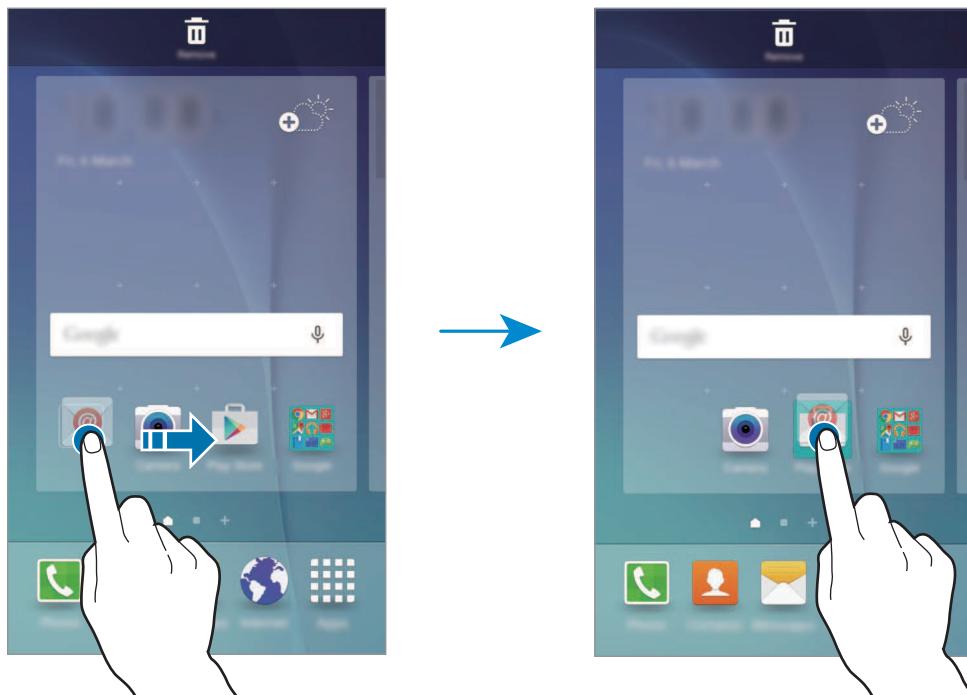 Remove
Fri, 6 March
Google
Camera Play Store Google
Phone Internet Apps
Remove
Fri, 6 March
Google
Camera Google
Phone Contacts Messages